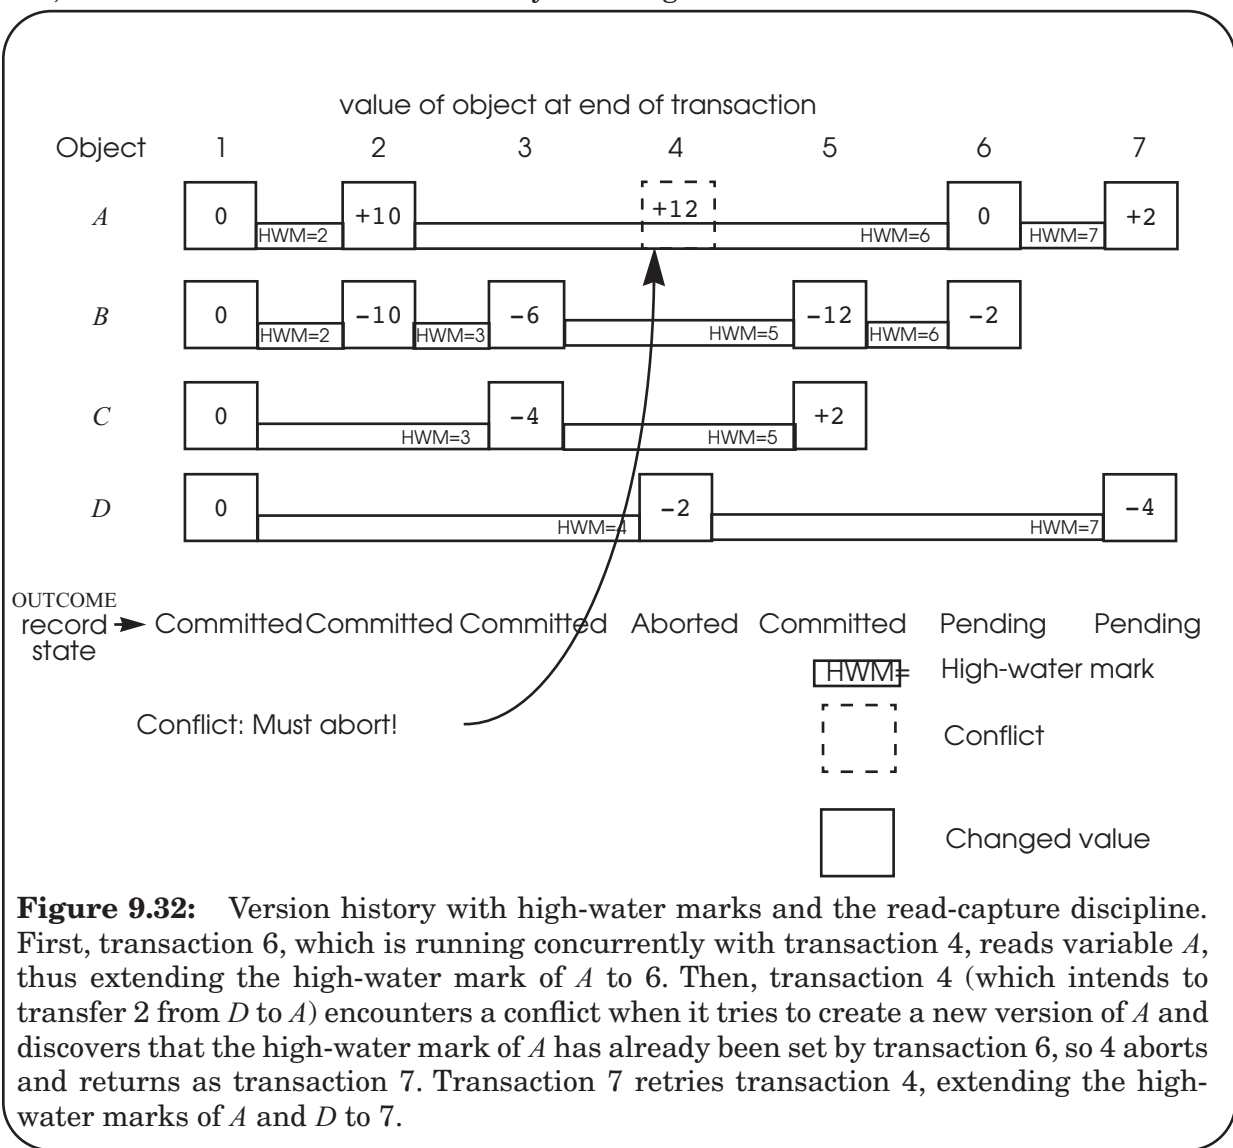 value of object at end of transaction
Object 1 2 3 4 5 6 7
A 0 HWM=2 +10 +12 HWM=6 0 HWM=7 +2
B 0 HWM=2 -10 HWM=3 -6 HWM=5 -12 HWM=6 -2
C 0 HWM=3 -4 HWM=5 +2
D 0 HWM=4 -2 HWM=7 -4
OUTCOME
record state
Committed Committed Committed Aborted Committed Pending Pending
HWM= High-water mark
Conflict: Must abort!
Conflict
Changed value
Figure 9.32: Version history with high-water marks and the read-capture discipline.
First, transaction 6, which is running concurrently with transaction 4, reads variable A,
thus extending the high-water mark of A to 6. Then, transaction 4 (which intends to
transfer 2 from D to A) encounters a conflict when it tries to create a new version of A and
discovers that the high-water mark of A has already been set by transaction 6, so 4 aborts
and returns as transaction 7. Transaction 7 retries transaction 4, extending the high-
water marks of A and D to 7.